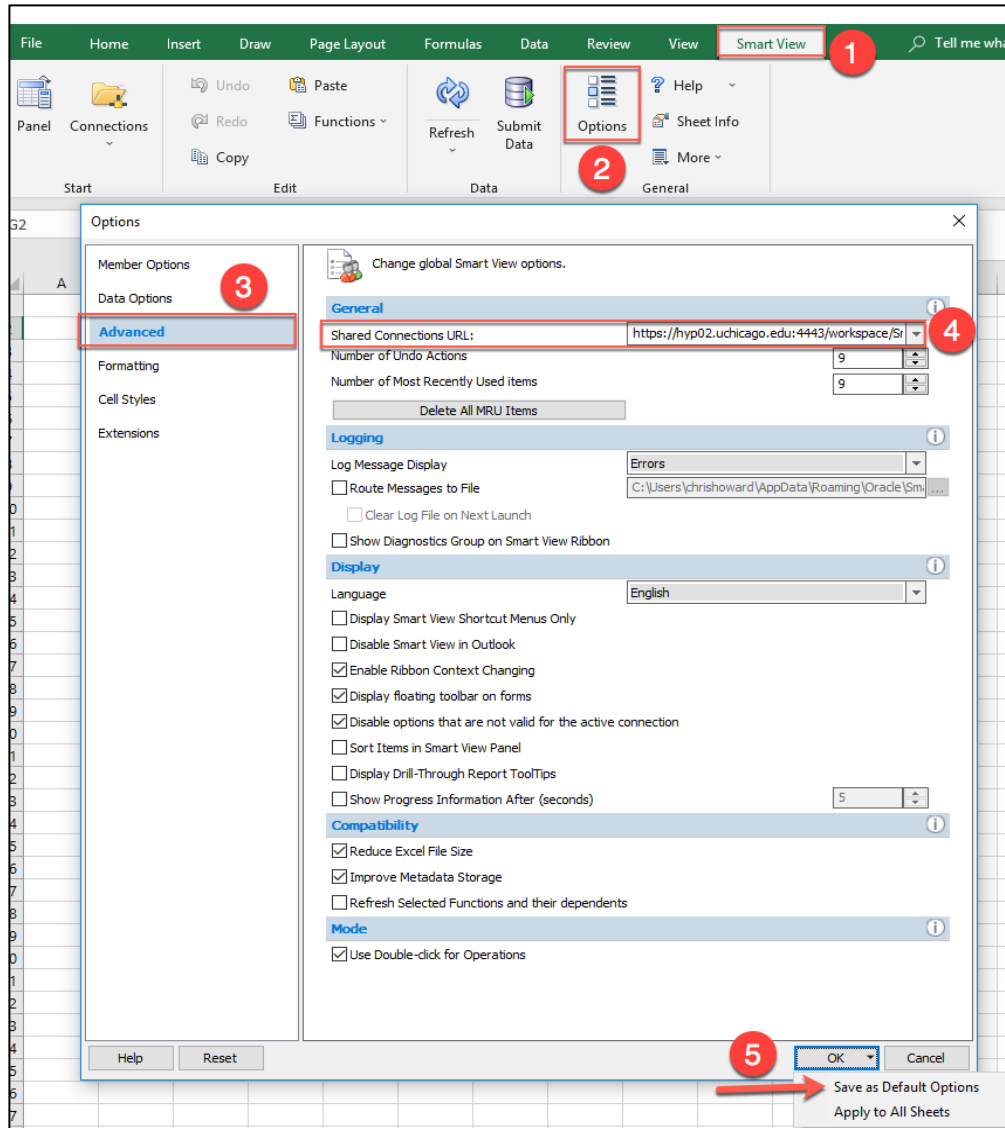 File Home Insert Draw Page Layout Formulas Data Review View Smart View 1 Tell me wha
Panel Connections Undo Redo Copy Paste Functions Refresh Submit Data Options Help Sheet Info More
2
Start Edit Data General
G2
A
Options
Member Options
Data Options
3
Advanced
Formatting
Cell Styles
Extensions
Change global Smart View options.
General
Shared Connections URL: https://hyp02.uchicago.edu:4443/workspace/Sr 4
Number of Undo Actions 9
Number of Most Recently Used items 9
Delete All MRU Items
Logging
Log Message Display Errors
Route Messages to File C:\Users\chrishoward\AppData\Roaming\Oracle\Sma ...
Clear Log File on Next Launch
Show Diagnostics Group on Smart View Ribbon
Display
Language English
Display Smart View Shortcut Menus Only
Disable Smart View in Outlook
Enable Ribbon Context Changing
Display floating toolbar on forms
Disable options that are not valid for the active connection
Sort Items in Smart View Panel
Display Drill-Through Report ToolTips
Show Progress Information After (seconds) 5
Compatibility
Reduce Excel File Size
Improve Metadata Storage
Refresh Selected Functions and their dependents
Mode
Use Double-click for Operations
Help Reset 5 OK Cancel
Save as Default Options
Apply to All Sheets